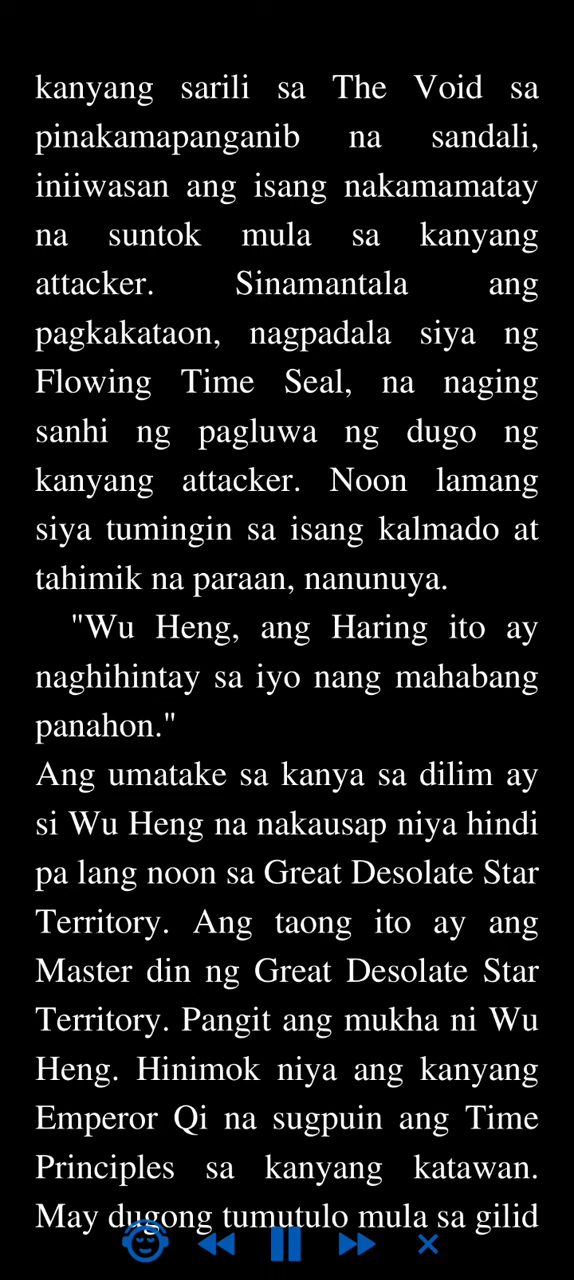 kanyang sarili sa The Void sa
pinakamapanganib na sandali,
iniiwasan ang isang nakamamatay
na suntok mula sa kanyang
attacker. Sinamantala ang
pagkakataon, nagpadala siya ng
Flowing Time Seal, na naging
sanhi ng pagluwa ng dugo ng
kanyang attacker. Noon lamang
siya tumingin sa isang kalmado at
tahimik na paraan, nanunuya.
"Wu Heng, ang Haring ito ay
naghihintay sa iyo nang mahabang
panahon."
Ang umatake sa kanya sa dilim ay
si Wu Heng na nakausap niya hindi
pa lang noon sa Great Desolate Star
Territory. Ang taong ito ay ang
Master din ng Great Desolate Star
Territory. Pangit ang mukha ni Wu
Heng. Hinimok niya ang kanyang
Emperor Qi na sugpuin ang Time
Principles sa kanyang katawan.
May dugong tumutulo mula sa gilid